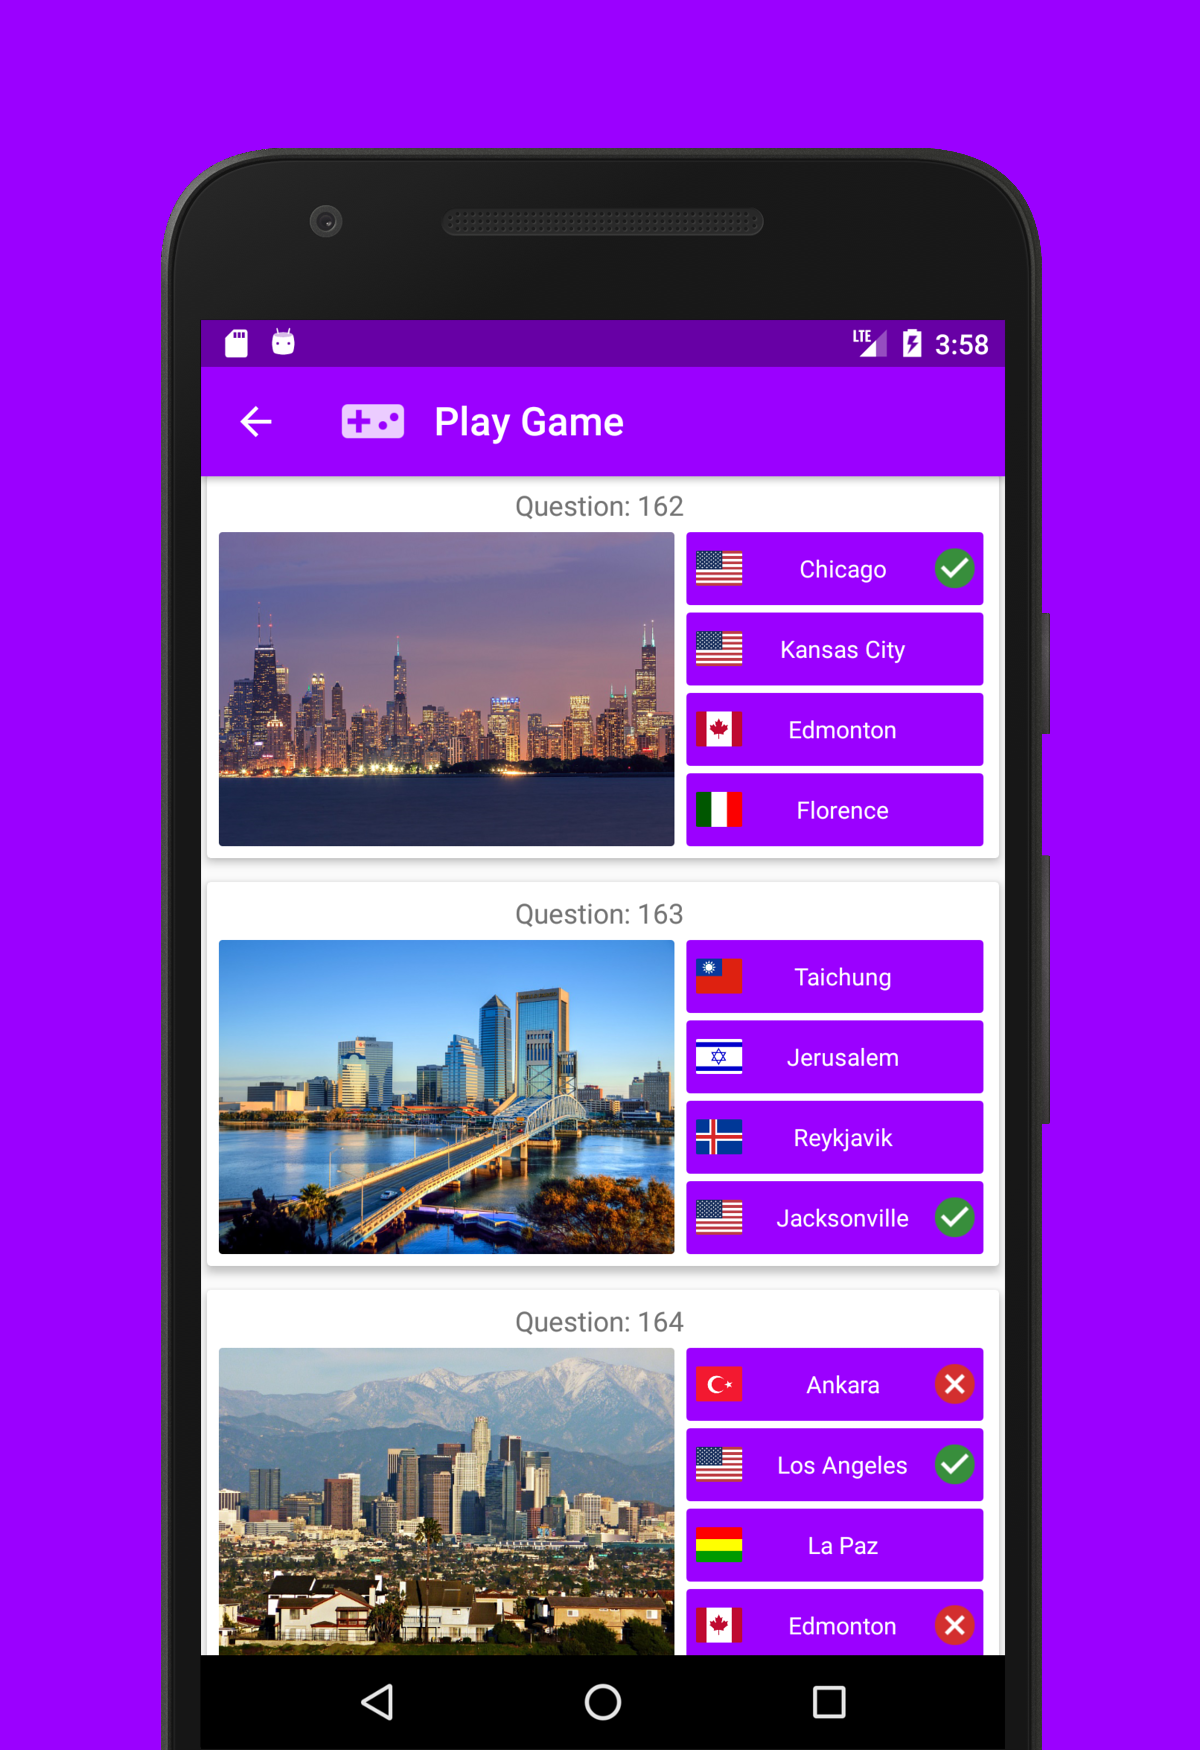 LTE
3:58
Play Game
Question: 162
Chicago
Kansas City
Edmonton
Florence
Question: 163
Taichung
Jerusalem
Reykjavik
Jacksonville
Question: 164
Ankara
Los Angeles
La Paz
Edmonton